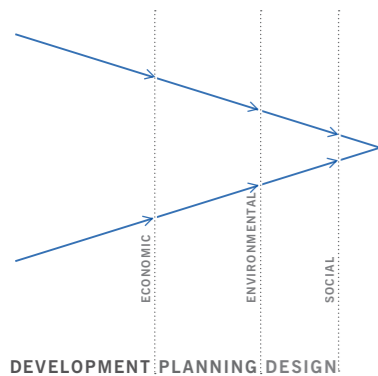 ECONOMIC
ENVIRONMENTAL
SOCIAL
DEVELOPMENT PLANNING DESIGN